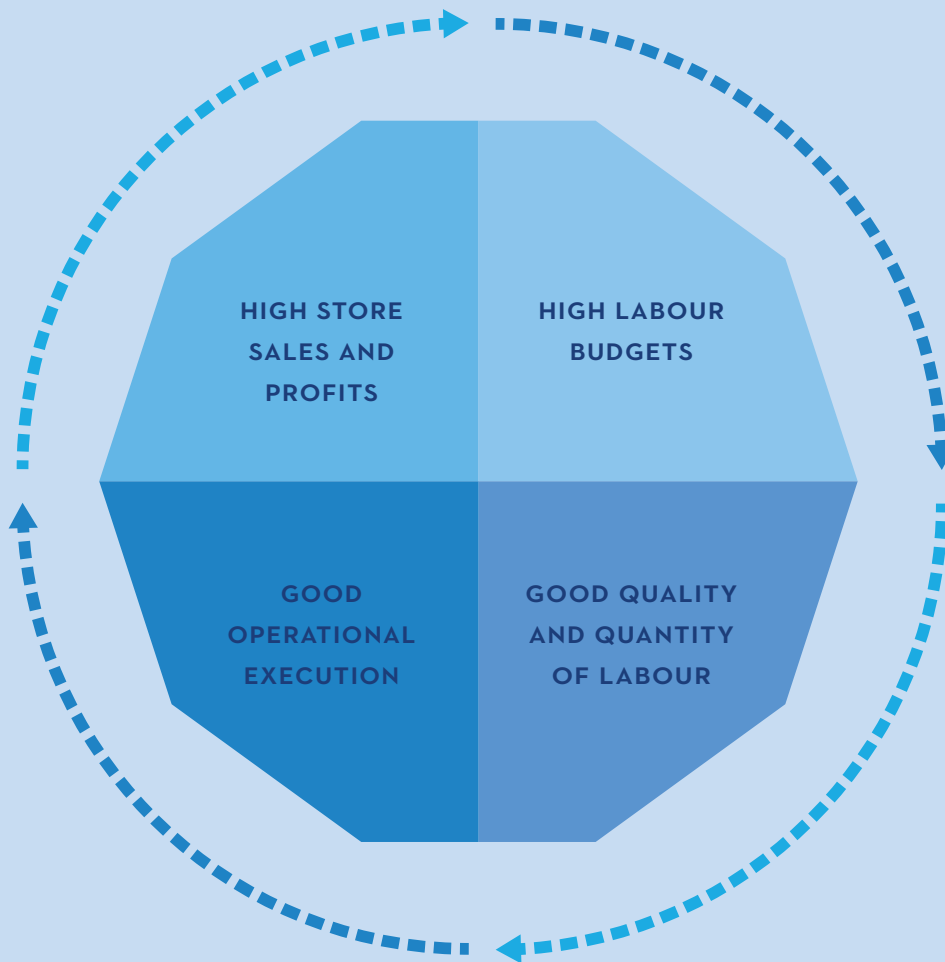 HIGH STORE
SALES AND
PROFITS
HIGH LABOUR
BUDGETS
GOOD
OPERATIONAL
EXECUTION
GOOD QUALITY
AND QUANTITY
OF LABOUR